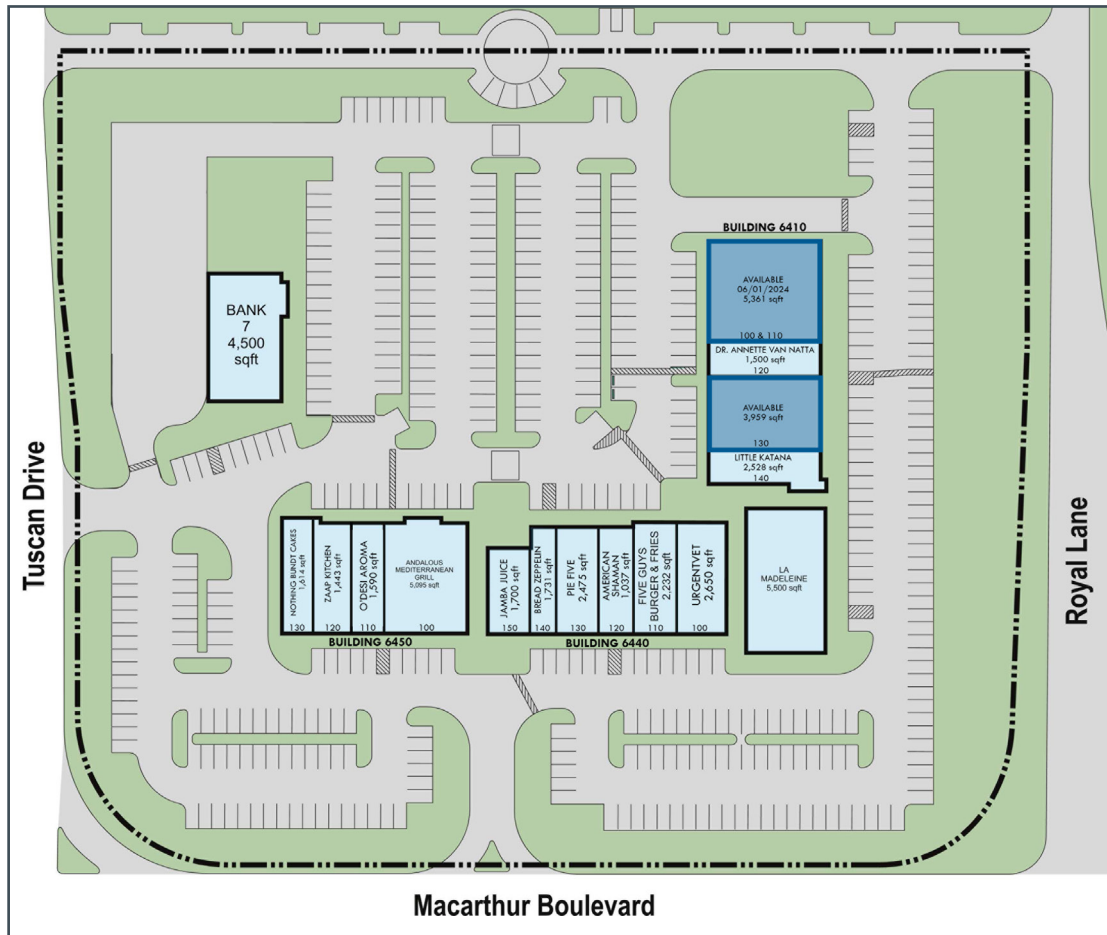 BUILDING 6410
AVAILABLE
06/01/2024
5,361 sqft
100 & 110
DR. ANNETTE VAN NATTA
1,500 sqft
120
AVAILABLE
3,959 sqft
130
LITTLE KATANA
2,528 sqft
140
BANK
7
4,500
sqft
Tuscan Drive
Royal Lane
NOTHING BUNDT CAKES
1,614 sqft
130
ZAAP KITCHEN
1,443 sqft
120
O'DESI AROMA
1,590 sqft
110
ANDALOUS
MEDITERRANEAN
GRILL
5,095 sqft
100
BUILDING 6450
JAMBA JUICE
1,700 sqft
150
BREAD ZEPPELIN
1,731 sqft
140
PIE FIVE
2,475 sqft
130
AMERICAN
SHAMAN
1,037 sqft
120
FIVE GUYS
BURGER & FRIES
2,232 sqft
110
URGENTVET
2,650 sqft
100
BUILDING 6440
LA
MADELEINE
5,500 sqft
Macarthur Boulevard